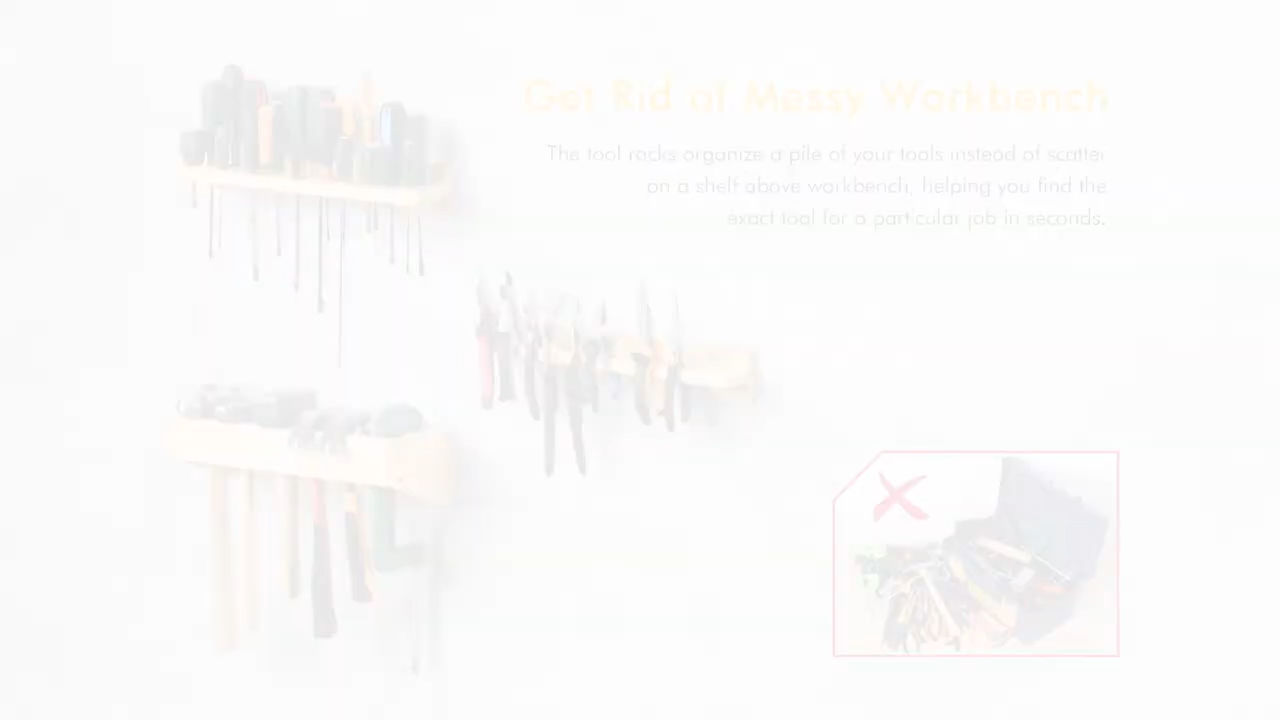 Get Rid of Messy Workbench
The tool racks organize a pile of your tools instead of scatter
on a shelf above workbench, helping you find the
exact tool for a particular job in seconds.